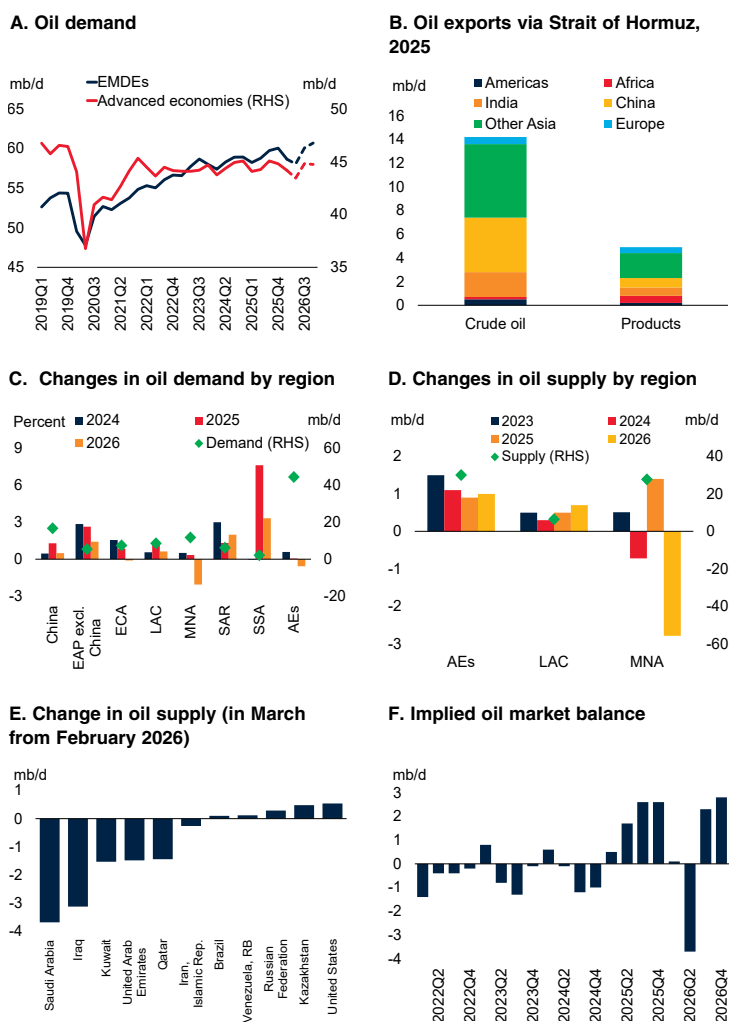 A. Oil demand
mb/d
mb/d
EMDEs
Advanced economies (RHS)
65
60
55
50
45
50
45
40
35
2019Q1
2019Q4
2020Q3
2021Q2
2022Q1
2022Q4
2023Q3
2024Q2
2025Q1
2025Q4
2026Q3
B. Oil exports via Strait of Hormuz,
2025
mb/d
Americas
Africa
India
China
Other Asia
Europe
16
14
12
10
8
6
4
2
0
Crude oil
Products
C. Changes in oil demand by region
Percent
mb/d
2024
2025
2026
Demand (RHS)
9
6
3
0
-3
60
40
20
0
-20
China
EAP excl.
China
ECA
LAC
MNA
SAR
SSA
AEs
D. Changes in oil supply by region
mb/d
mb/d
2023
2024
2025
2026
Supply (RHS)
2
1
0
-1
-2
-3
40
20
0
-20
-40
-60
AEs
LAC
MNA
E. Change in oil supply (in March
from February 2026)
mb/d
1
0
-1
-2
-3
-4
Saudi Arabia
Iraq
Kuwait
United Arab
Emirates
Qatar
Iran,
Islamic Rep.
Brazil
Venezuela, RB
Russian
Federation
Kazakhstan
United States
F. Implied oil market balance
mb/d
3
2
1
0
-1
-2
-3
-4
2022Q2
2022Q4
2023Q2
2023Q4
2024Q2
2024Q4
2025Q2
2025Q4
2026Q2
2026Q4